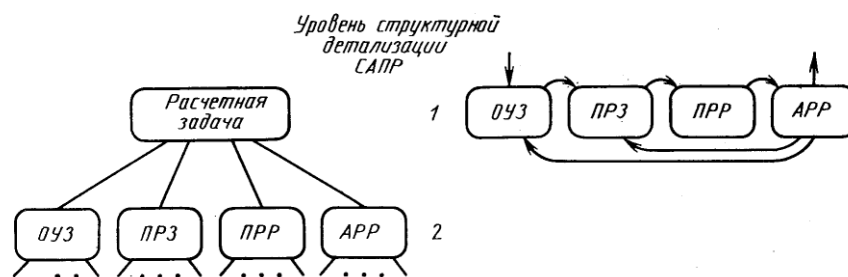 Уровень структурной
детализации
САПР
Расчетная
задача
1
ОУЗ
ПРЗ
ПРР
АРР
ОУЗ
ПРЗ
ПРР
АРР
2